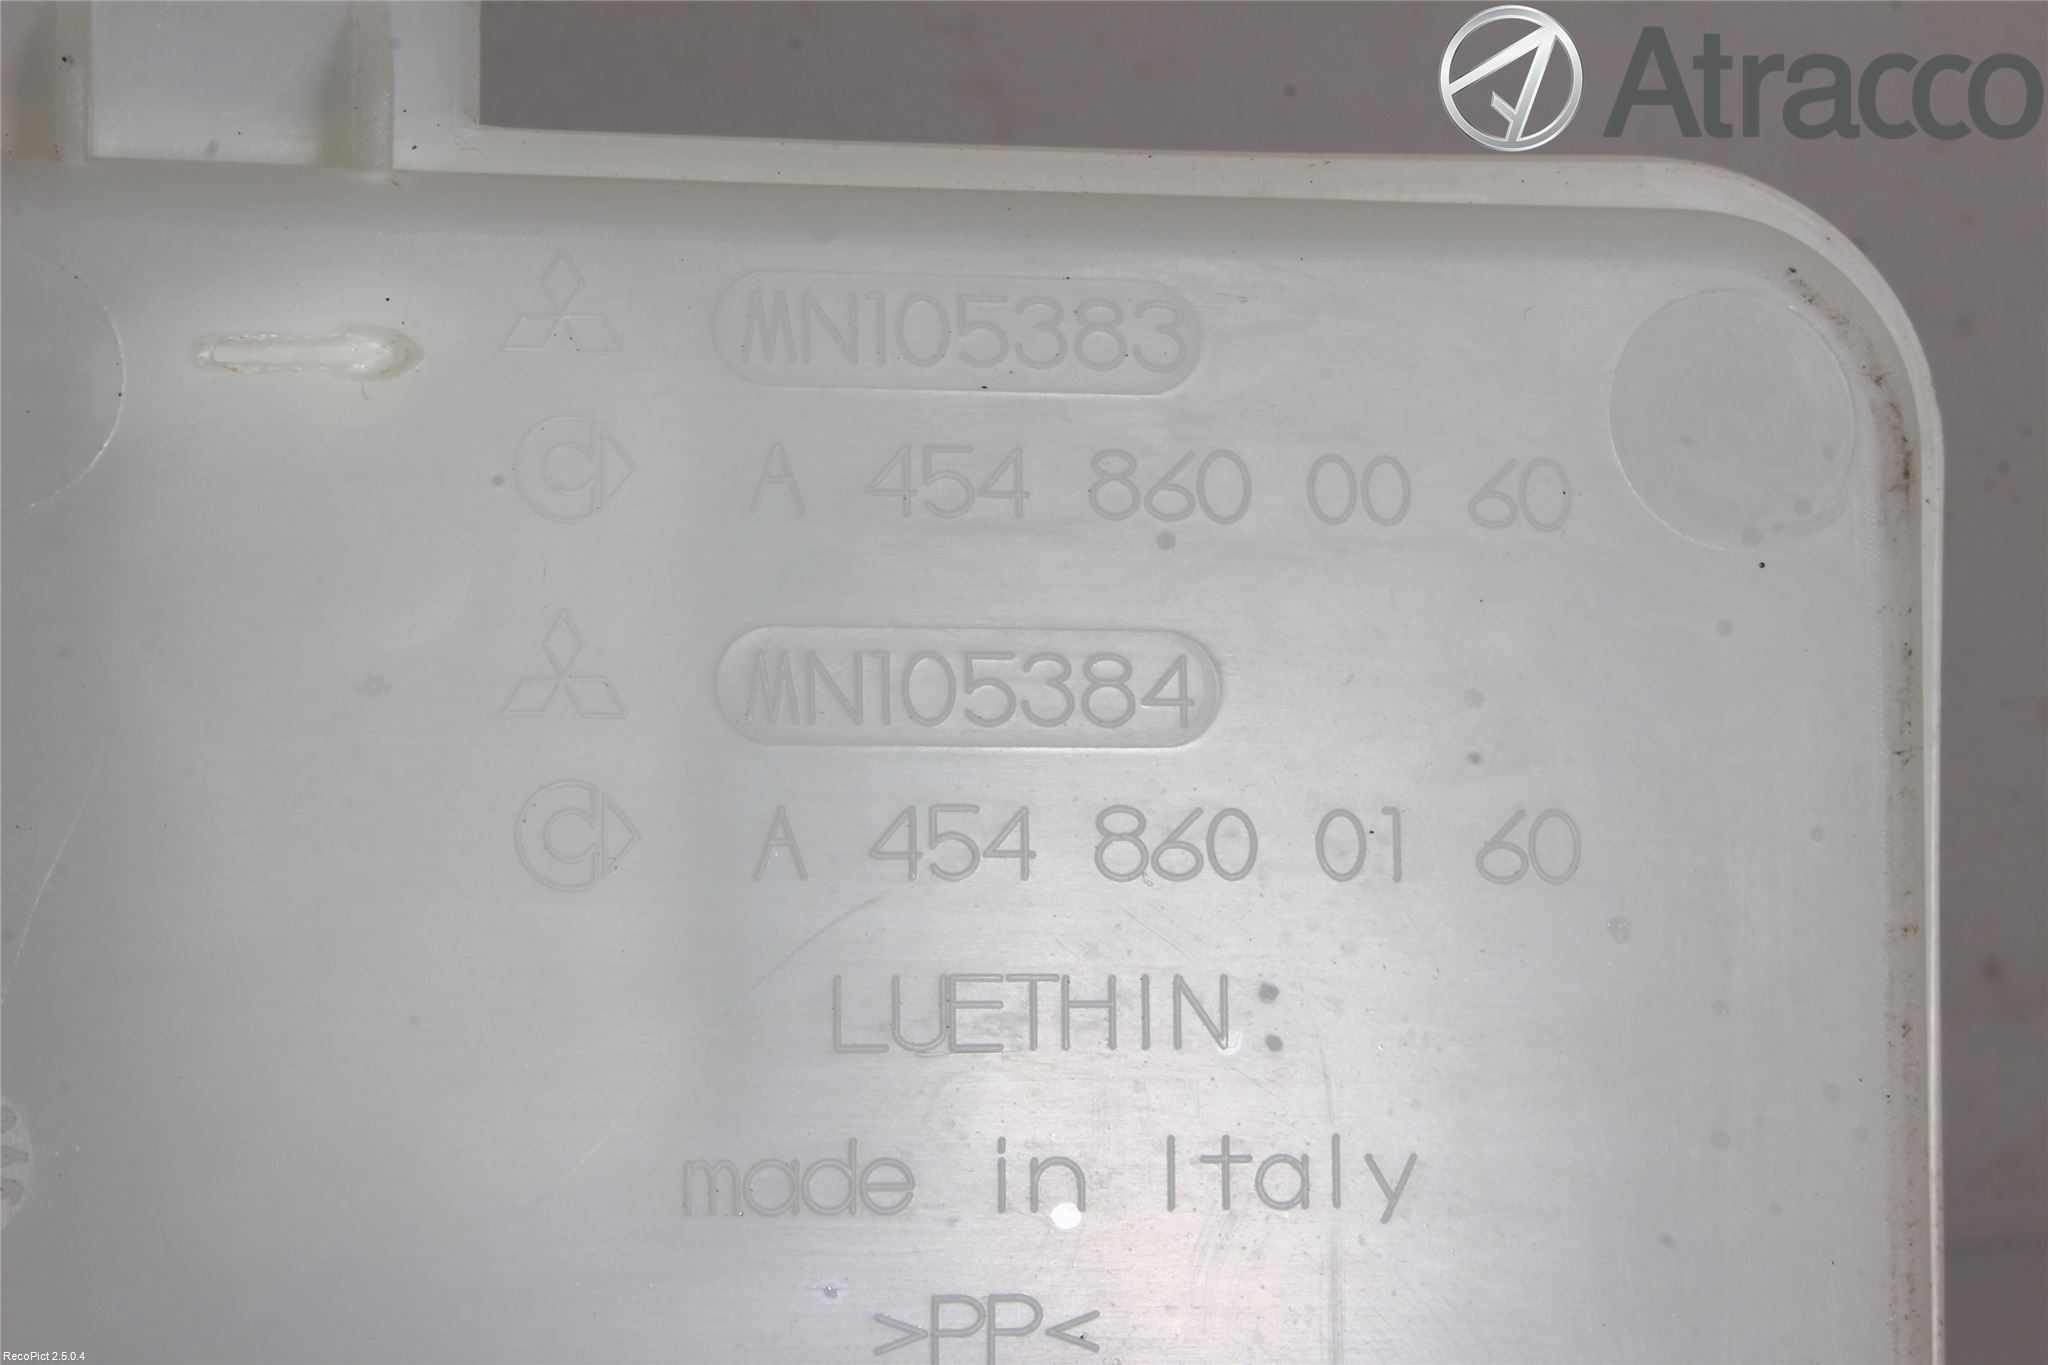 Atracco
MN105383
A 454 860 00 60
MN105384
A 454 860 01 60
LUETHIN:
made in Italy
>PP<
RecoPict 2.5.0.4